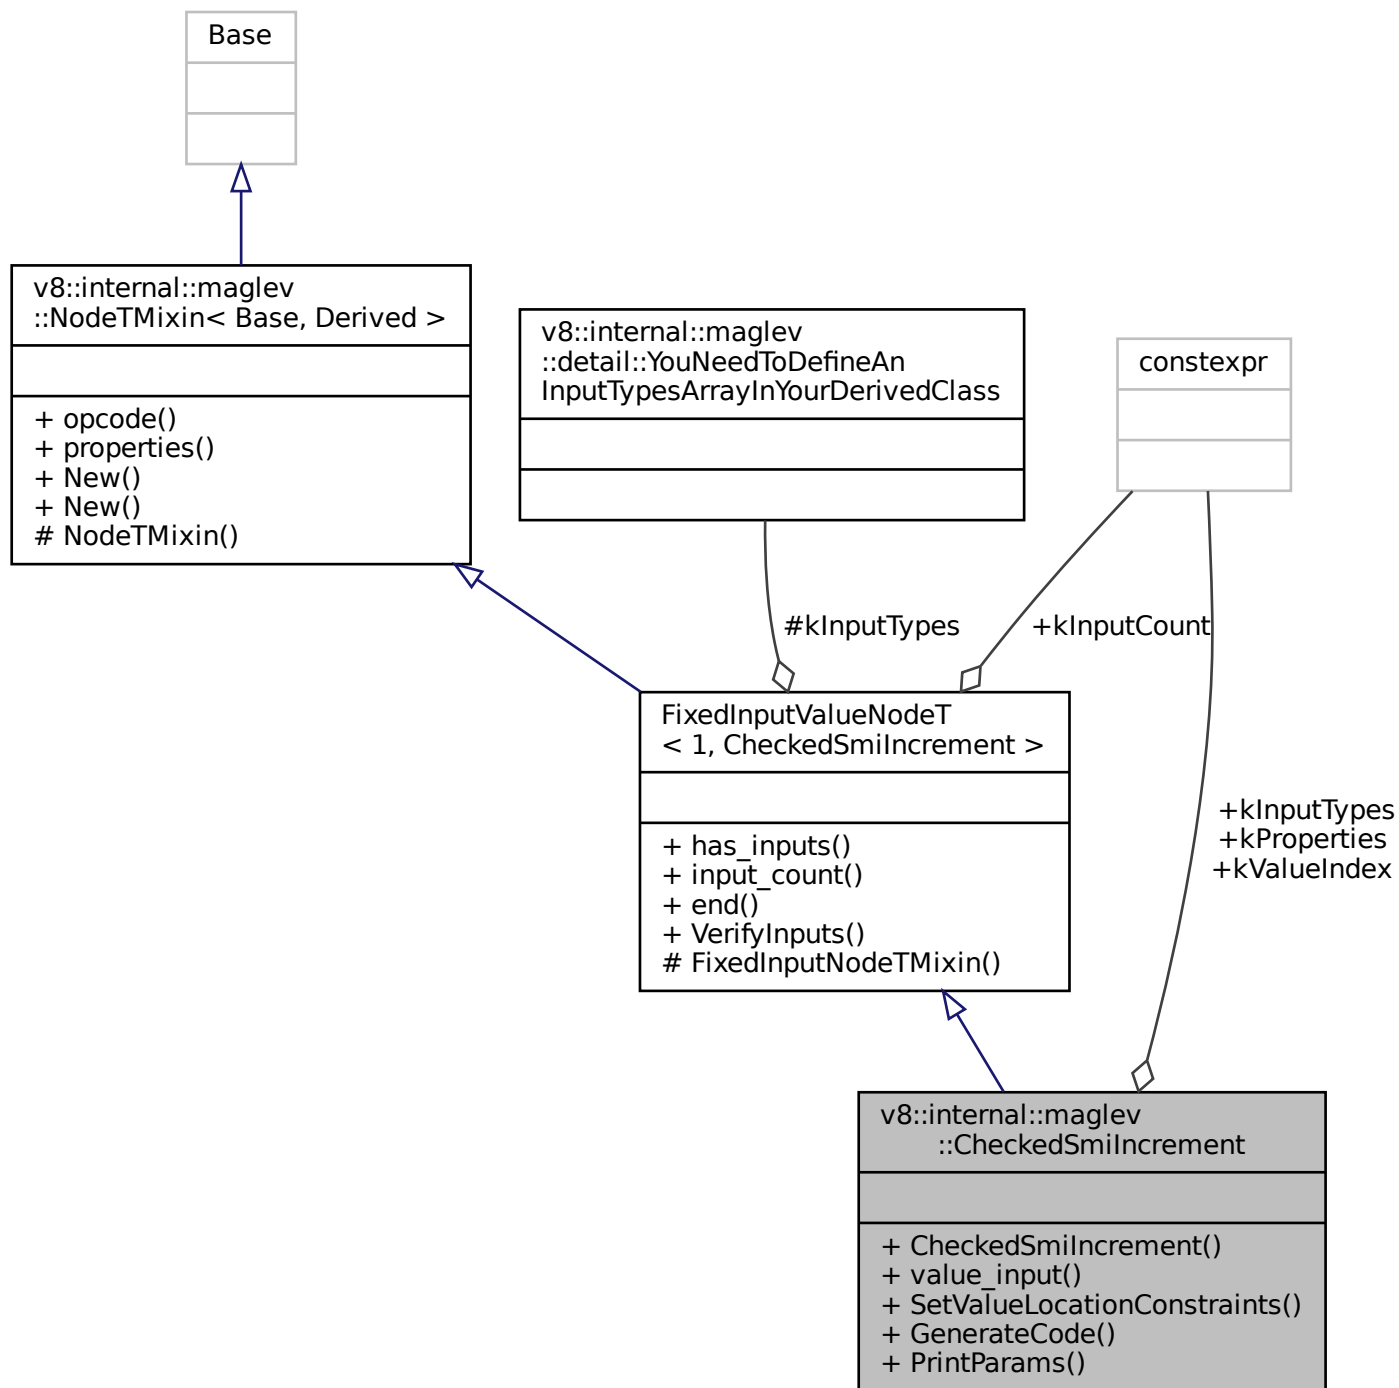 Base
v8::internal::maglev
::NodeTMixin< Base, Derived >
+ opcode()
+ properties()
+ New()
+ New()
# NodeTMixin()
v8::internal::maglev
::detail::YouNeedToDefineAn
InputTypesArrayInYourDerivedClass
constexpr
#kInputTypes
+kInputCount
FixedInputValueNodeT
< 1, CheckedSmiIncrement >
+ has_inputs()
+ input_count()
+ end()
+ VerifyInputs()
# FixedInputNodeTMixin()
+kInputTypes
+kProperties
+kValueIndex
v8::internal::maglev
::CheckedSmiIncrement
+ CheckedSmiIncrement()
+ value_input()
+ SetValueLocationConstraints()
+ GenerateCode()
+ PrintParams()